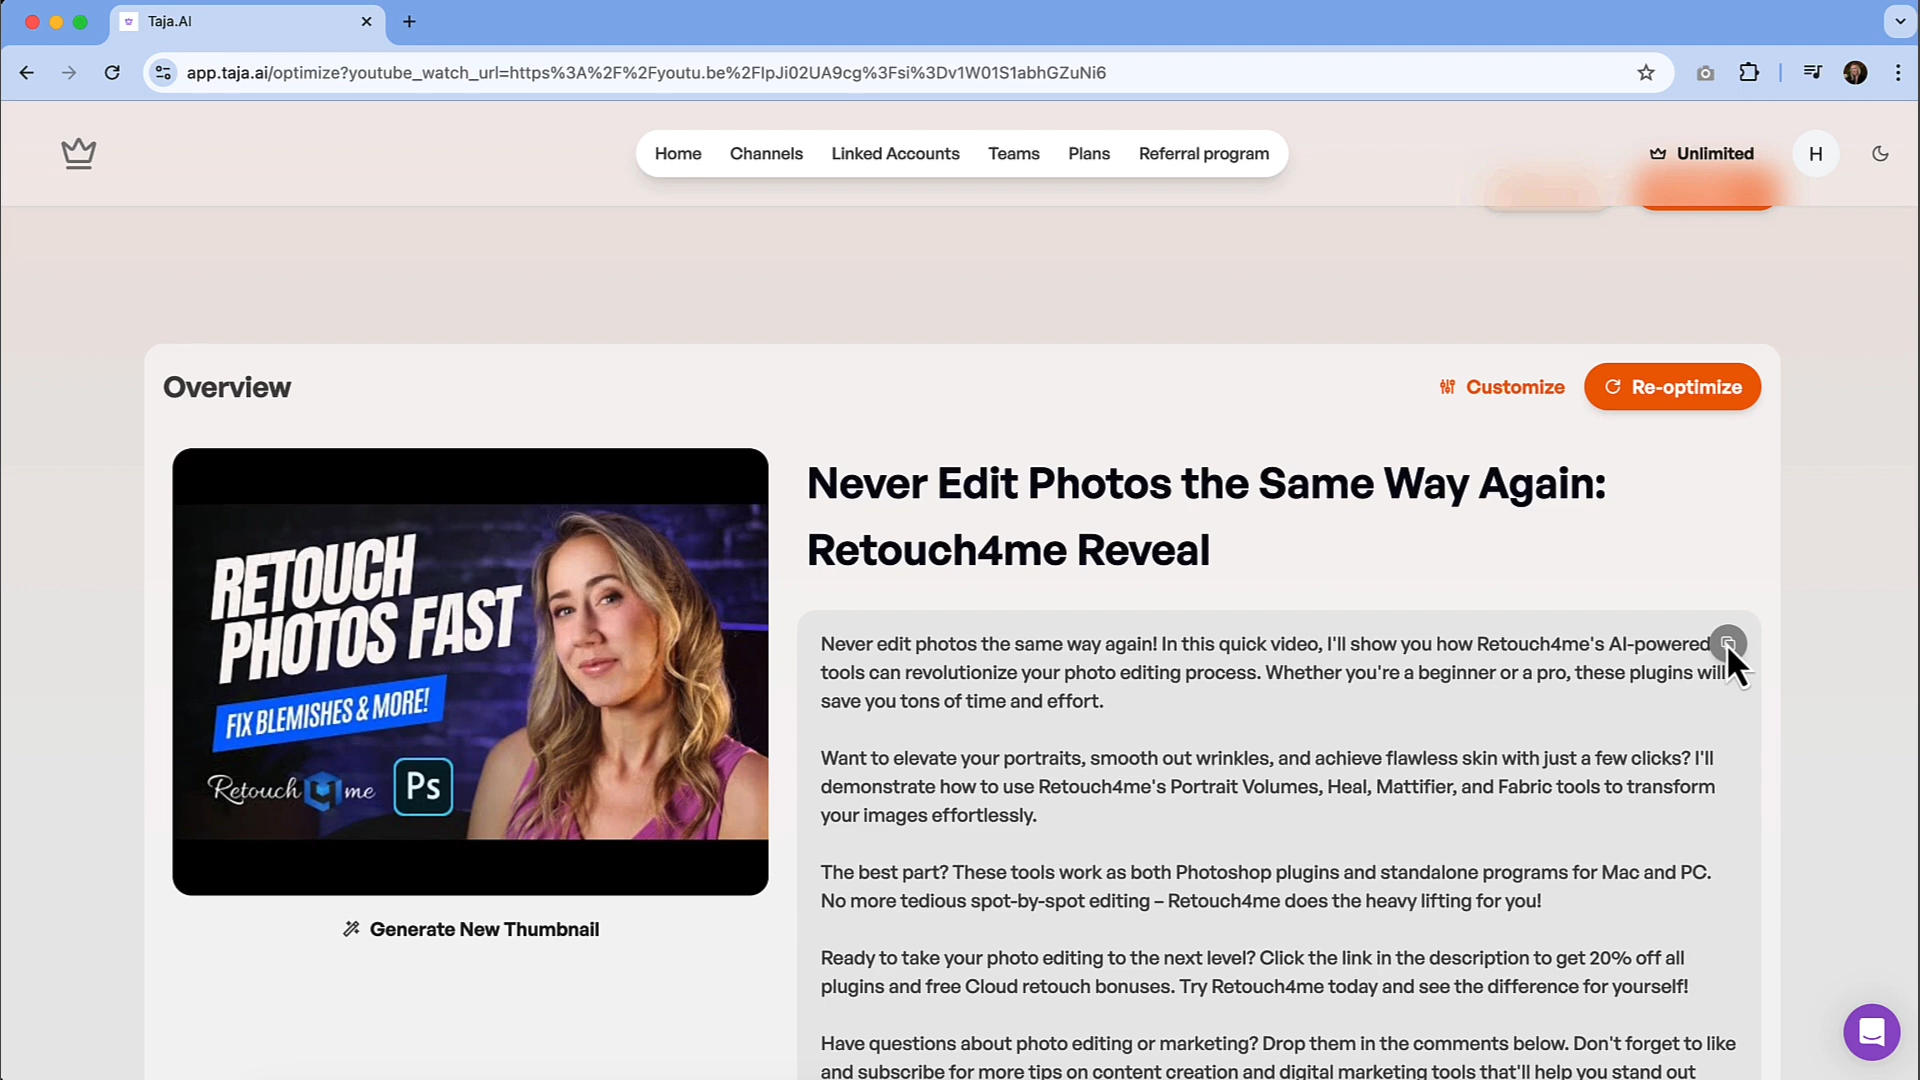 Taja.AI
app.taja.ai/optimize?youtube_watch_url=https%3A%2F%2Fyoutu.be%2FlpJi02UA9cg%3Fsi%3Dv1W01S1abhGZuNi6
Home Channels Linked Accounts Teams Plans Referral program
Unlimited
H
Overview
Customize
Re-optimize
RETOUCH
PHOTOS FAST
FIX BLEMISHES & MORE!
Retouch4me
Ps
Generate New Thumbnail
Never Edit Photos the Same Way Again:
Retouch4me Reveal
Never edit photos the same way again! In this quick video, I'll show you how Retouch4me's AI-powered
tools can revolutionize your photo editing process. Whether you're a beginner or a pro, these plugins will
save you tons of time and effort.
Want to elevate your portraits, smooth out wrinkles, and achieve flawless skin with just a few clicks? I'll
demonstrate how to use Retouch4me's Portrait Volumes, Heal, Mattifier, and Fabric tools to transform
your images effortlessly.
The best part? These tools work as both Photoshop plugins and standalone programs for Mac and PC.
No more tedious spot-by-spot editing – Retouch4me does the heavy lifting for you!
Ready to take your photo editing to the next level? Click the link in the description to get 20% off all
plugins and free Cloud retouch bonuses. Try Retouch4me today and see the difference for yourself!
Have questions about photo editing or marketing? Drop them in the comments below. Don't forget to like
and subscribe for more tips on content creation and digital marketing tools that'll help you stand out